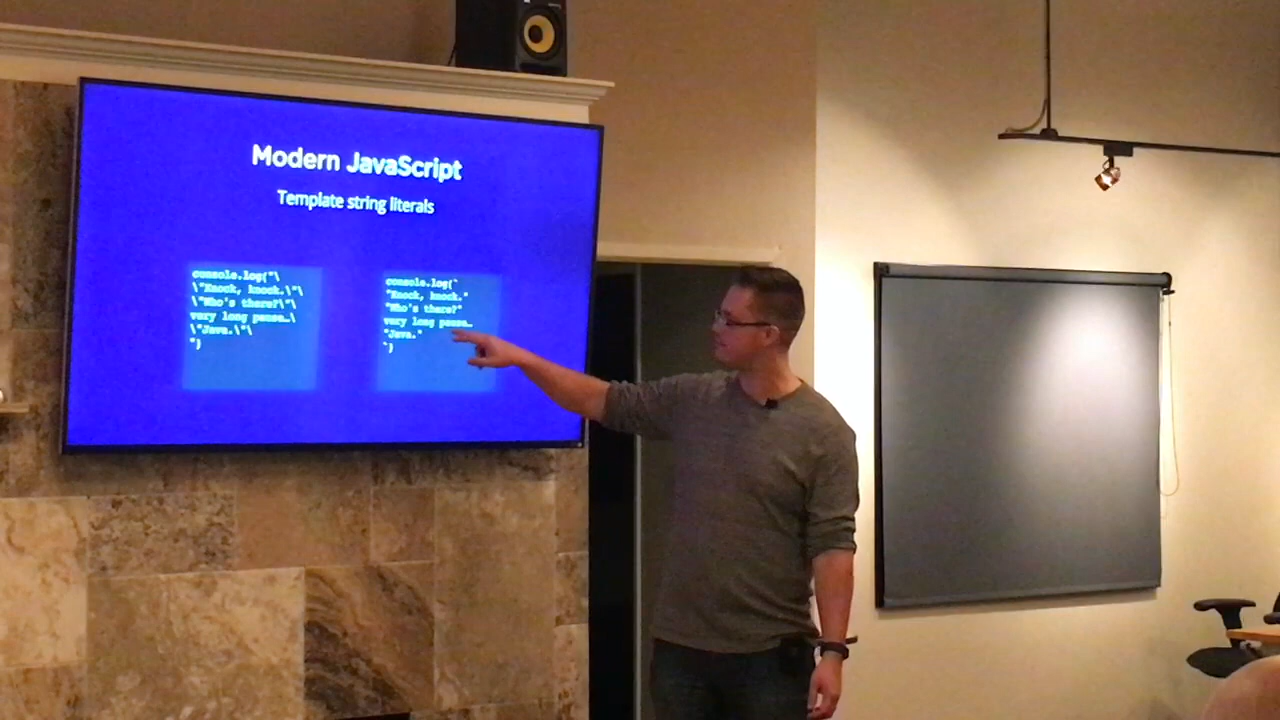 Modern JavaScript
Template string literals
console.log("\
\"Knock, knock.\"\
\"Who's there?\"\
very long pause…\
\"Java.\"\
")
console.log(`
"Knock, knock."
"Who's there?"
very long pause…
"Java."
`)